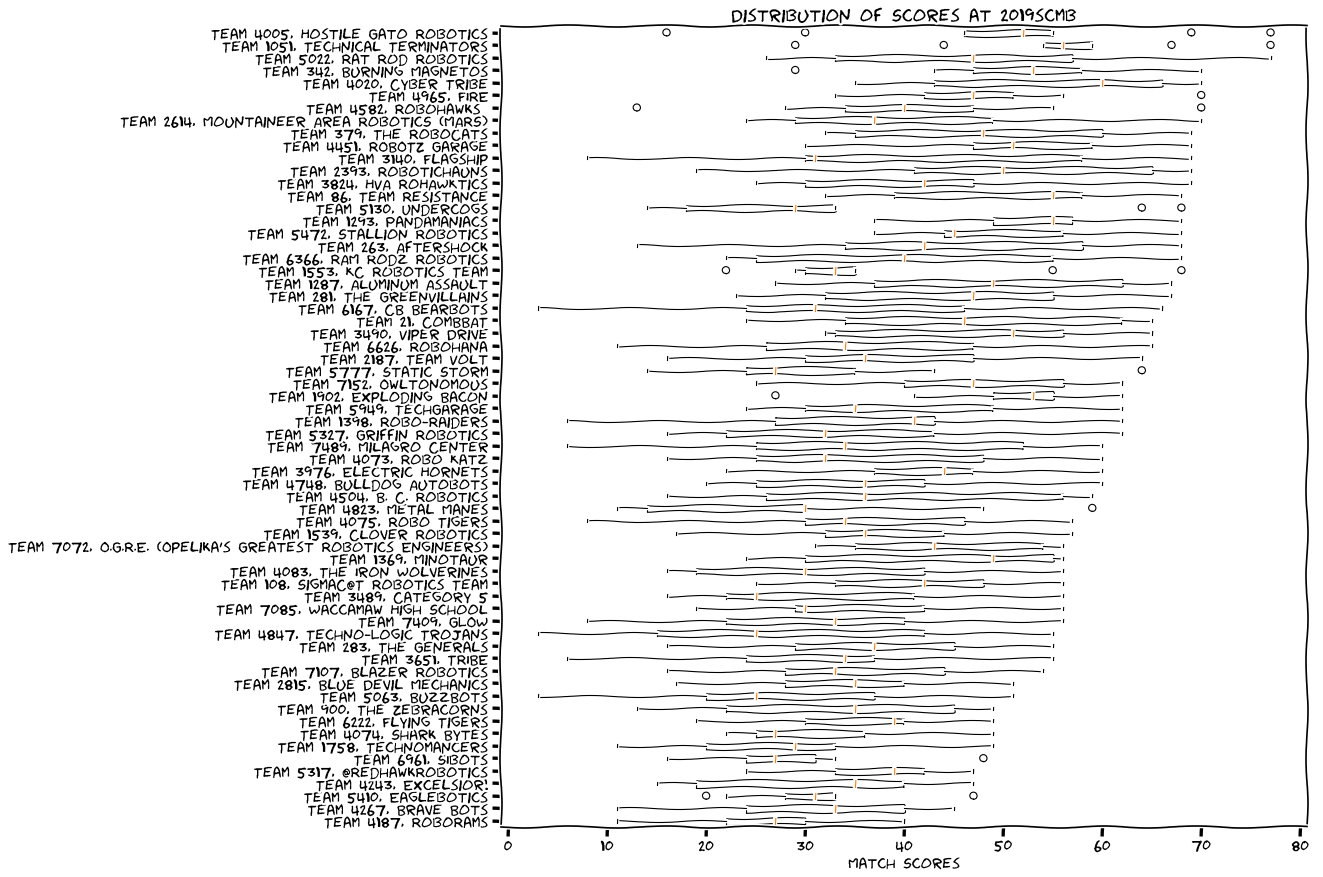 DISTRIBUTION OF SCORES AT 2019SCMB
TEAM 4005, HOSTILE GATO ROBOTICS
TEAM 1051, TECHNICAL TERMINATORS
TEAM 5022, RAT ROD ROBOTICS
TEAM 342, BURNING MAGNETOS
TEAM 4020, CYBER TRIBE
TEAM 4965, FIRE
TEAM 4582, ROBOHAWKS
TEAM 2614, MOUNTAINEER AREA ROBOTICS (MARS)
TEAM 379, THE ROBOCATS
TEAM 4451, ROBOTZ GARAGE
TEAM 3140, FLAGSHIP
TEAM 2393, ROBOTICHAUNS
TEAM 3824, HVA ROHAWKTICS
TEAM 86, TEAM RESISTANCE
TEAM 5130, UNDERCOGS
TEAM 1293, PANDAMANIACS
TEAM 5472, STALLION ROBOTICS
TEAM 263, AFTERSHOCK
TEAM 6366, RAM RODZ ROBOTICS
TEAM 1553, KC ROBOTICS TEAM
TEAM 1287, ALUMINUM ASSAULT
TEAM 281, THE GREENVILLAINS
TEAM 6167, CB BEARBOTS
TEAM 21, COMBBAT
TEAM 3490, VIPER DRIVE
TEAM 6626, ROBOHANA
TEAM 2187, TEAM VOLT
TEAM 5777, STATIC STORM
TEAM 7152, OWLTONOMOUS
TEAM 1902, EXPLODING BACON
TEAM 5949, TECHGARAGE
TEAM 1398, ROBO-RAIDERS
TEAM 5327, GRIFFIN ROBOTICS
TEAM 7489, MILAGRO CENTER
TEAM 4073, ROBO KATZ
TEAM 3976, ELECTRIC HORNETS
TEAM 4748, BULLDOG AUTOBOTS
TEAM 4504, B. C. ROBOTICS
TEAM 4823, METAL MANES
TEAM 4075, ROBO TIGERS
TEAM 1539, CLOVER ROBOTICS
TEAM 7072, O.G.R.E. (OPELIKA'S GREATEST ROBOTICS ENGINEERS)
TEAM 1369, MINOTAUR
TEAM 4083, THE IRON WOLVERINES
TEAM 108, SIGMAC@T ROBOTICS TEAM
TEAM 3489, CATEGORY 5
TEAM 7085, WACCAMAW HIGH SCHOOL
TEAM 7409, GLOW
TEAM 4847, TECHNO-LOGIC TROJANS
TEAM 283, THE GENERALS
TEAM 3651, TRIBE
TEAM 7107, BLAZER ROBOTICS
TEAM 2815, BLUE DEVIL MECHANICS
TEAM 5063, BUZZBOTS
TEAM 900, THE ZEBRACORNS
TEAM 6222, FLYING TIGERS
TEAM 4074, SHARK BYTES
TEAM 1758, TECHNOMANCERS
TEAM 6961, SIBOTS
TEAM 5317, @REDHAWKROBOTICS
TEAM 4243, EXCELSIOR!
TEAM 5410, EAGLEBOTICS
TEAM 4267, BRAVE BOTS
TEAM 4187, ROBORAMS
0 10 20 30 40 50 60 70 80
MATCH SCORES